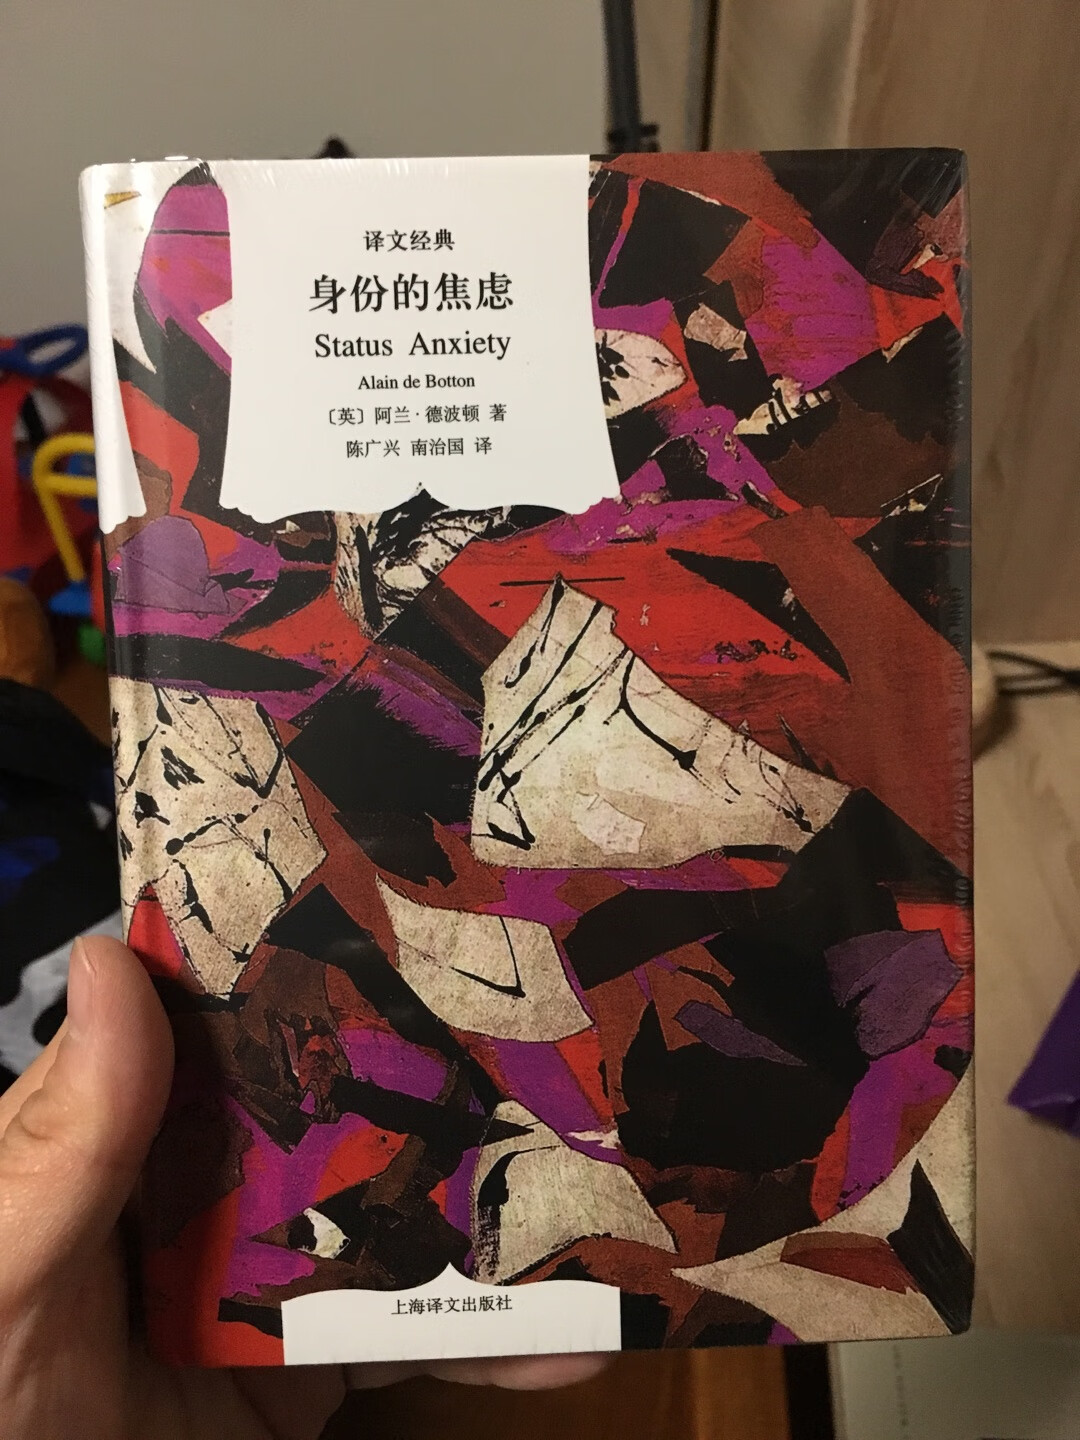 译文经典
身份的焦虑
Status Anxiety
Alain de Botton
〔英〕阿兰·德波顿 著
陈广兴 南治国 译
上海译文出版社